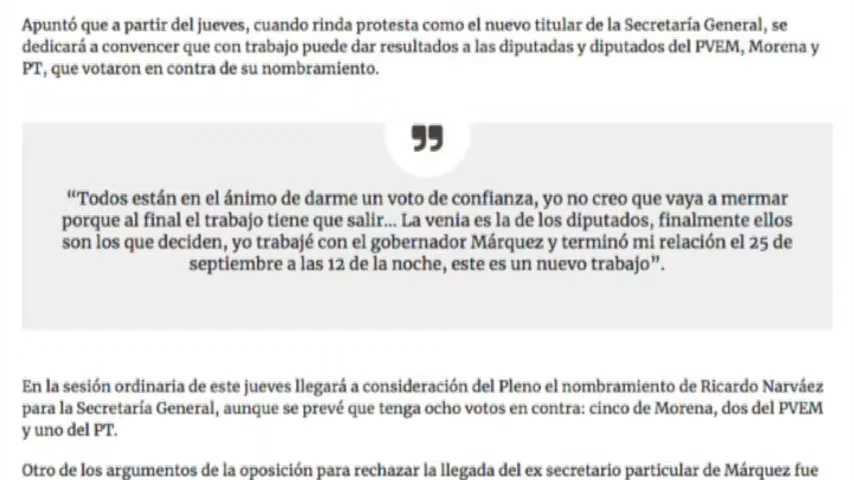 Apuntó que a partir del jueves, cuando rinda protesta como el nuevo titular de la Secretaría General, se
dedicará a convencer que con trabajo puede dar resultados a las diputadas y diputados del PVEM, Morena y
PT, que votaron en contra de su nombramiento.
”
“Todos están en el ánimo de darme un voto de confianza, yo no creo que vaya a mermar
porque al final el trabajo tiene que salir... La venia es la de los diputados, finalmente ellos
son los que deciden, yo trabajé con el gobernador Márquez y terminó mi relación el 25 de
septiembre a las 12 de la noche, este es un nuevo trabajo”.
En la sesión ordinaria de este jueves llegará a consideración del Pleno el nombramiento de Ricardo Narváez
para la Secretaría General, aunque se prevé que tenga ocho votos en contra: cinco de Morena, dos del PVEM
y uno del PT.
Otro de los argumentos de la oposición para rechazar la llegada del ex secretario particular de Márquez fue